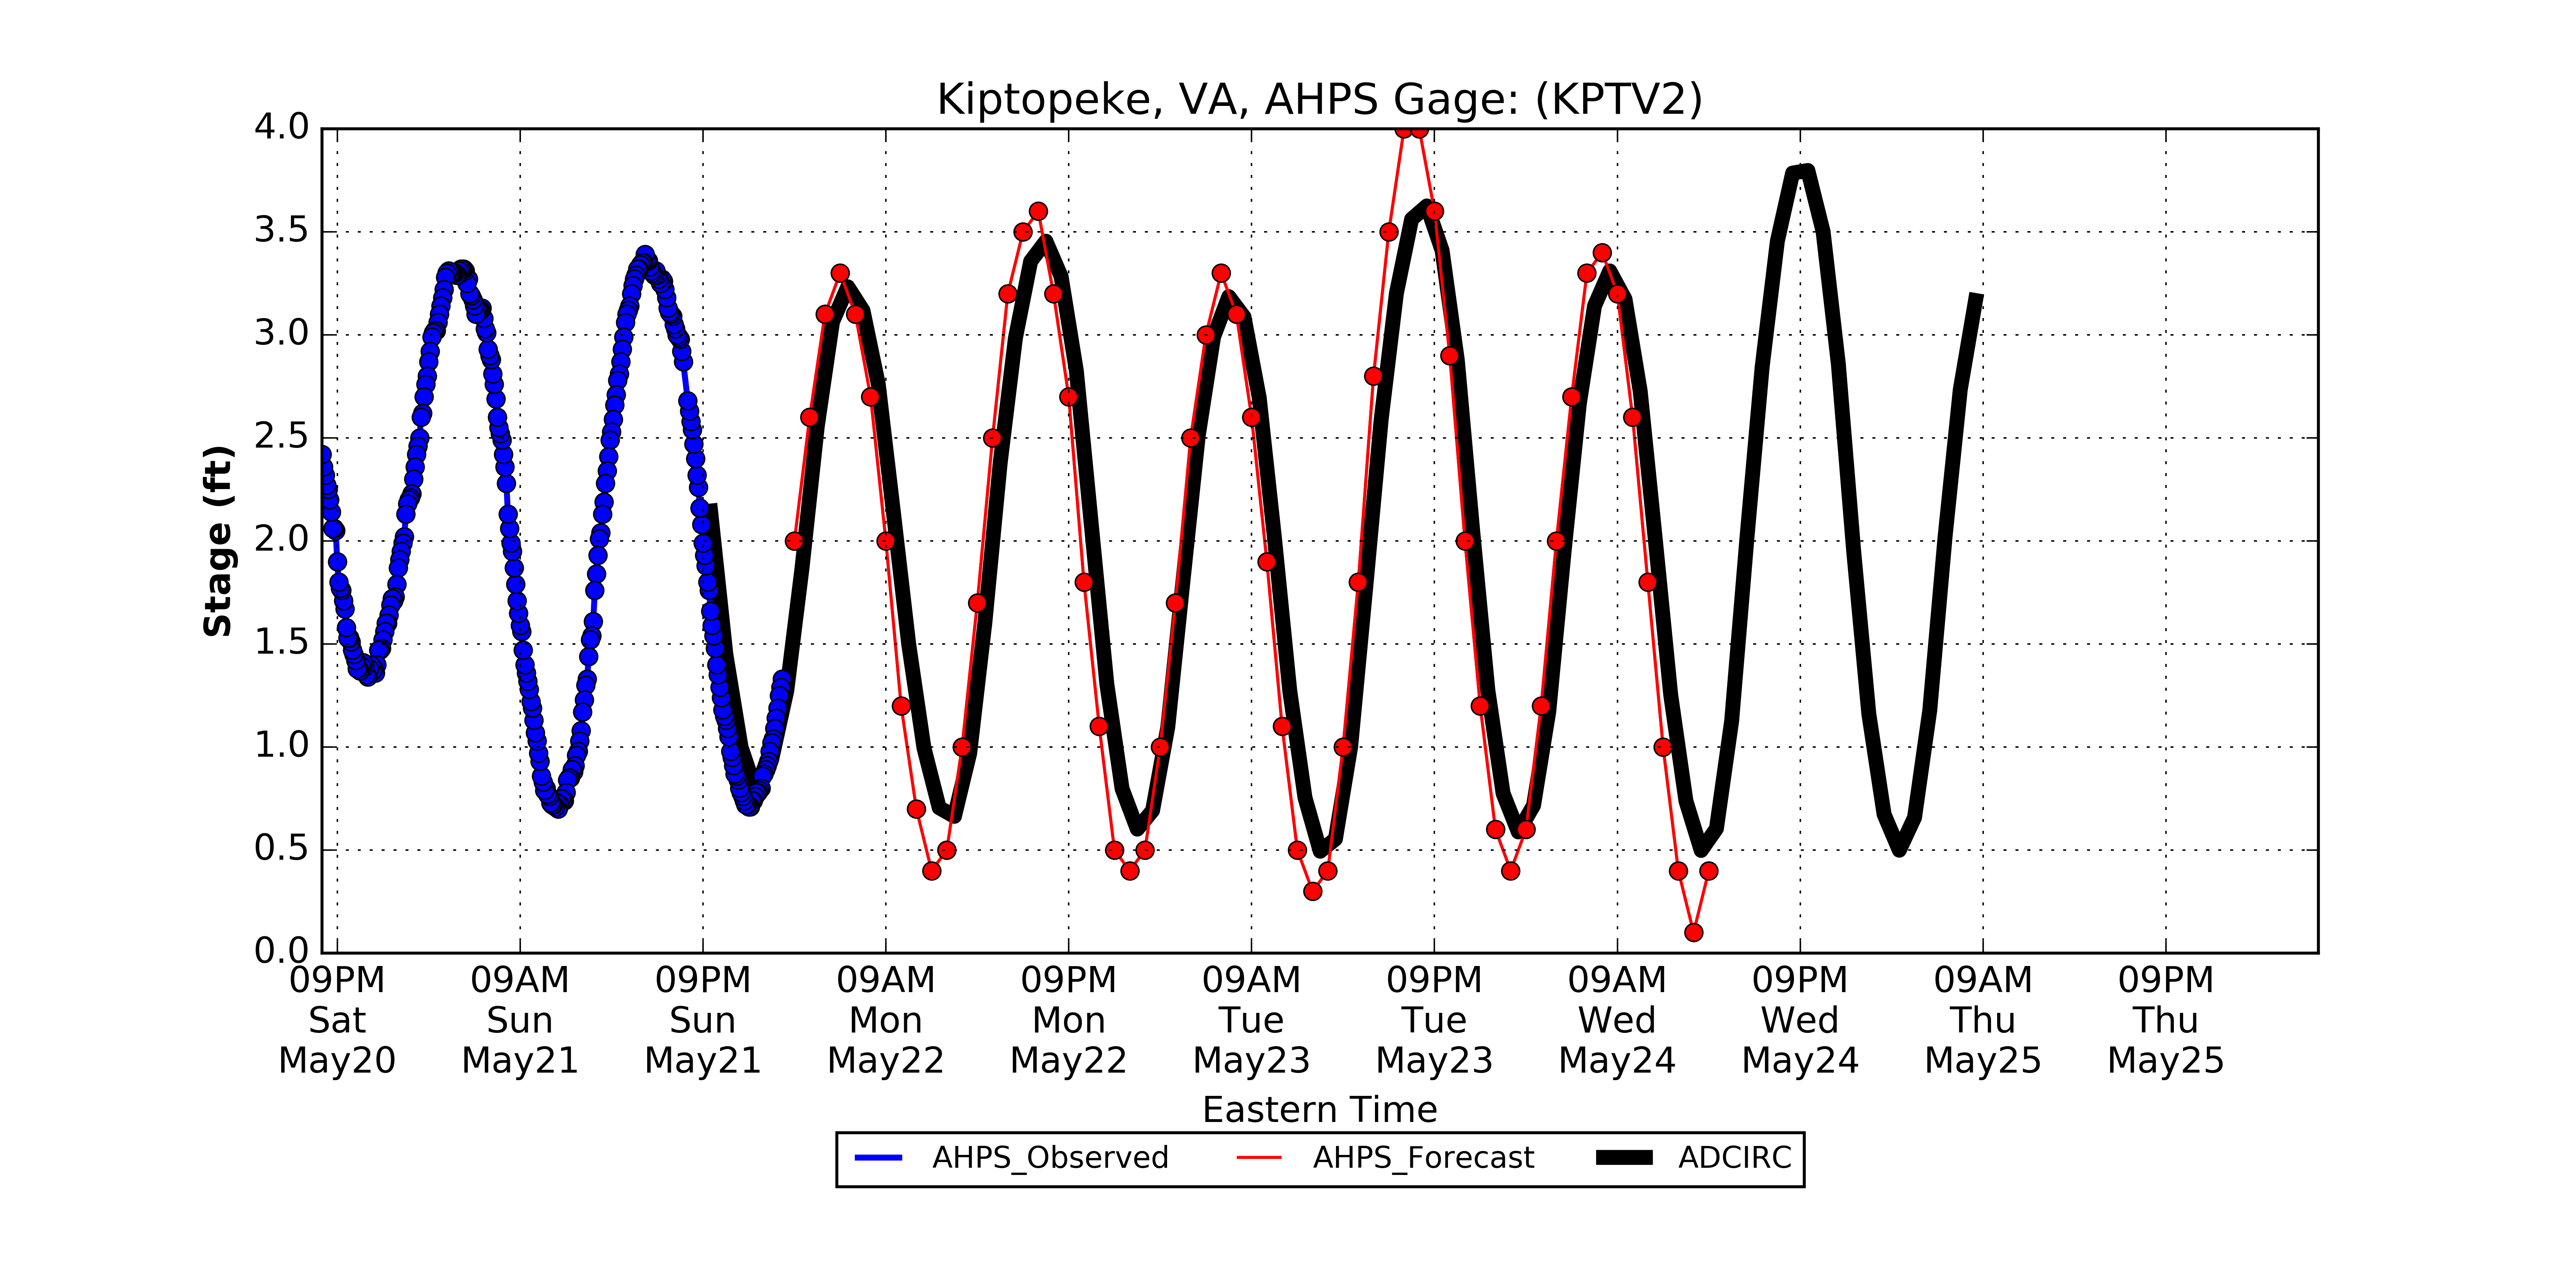 Kiptopeke, VA, AHPS Gage: (KPTV2)
4.0
3.5
3.0
2.5
2.0
1.5
1.0
0.5
0.0
Stage (ft)
09PM 09AM 09PM 09AM 09PM 09AM 09PM 09AM 09PM 09AM 09PM
Sat Sun Sun Mon Mon Tue Tue Wed Wed Thu Thu
May20 May21 May21 May22 May22 May23 May23 May24 May24 May25 May25
Eastern Time
AHPS_Observed AHPS_Forecast ADCIRC